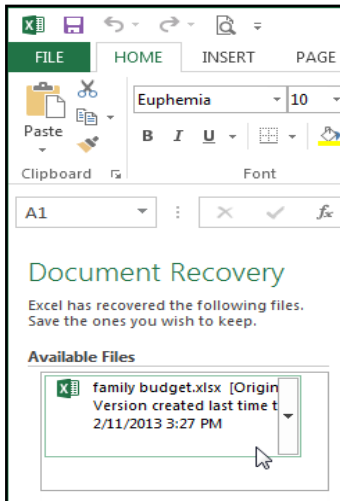 FILE HOME INSERT PAGE
Euphemia 10
Paste B I U
Clipboard Font
A1 fx
Document Recovery
Excel has recovered the following files.
Save the ones you wish to keep.
Available Files
family budget.xlsx [Origin
Version created last time t
2/11/2013 3:27 PM